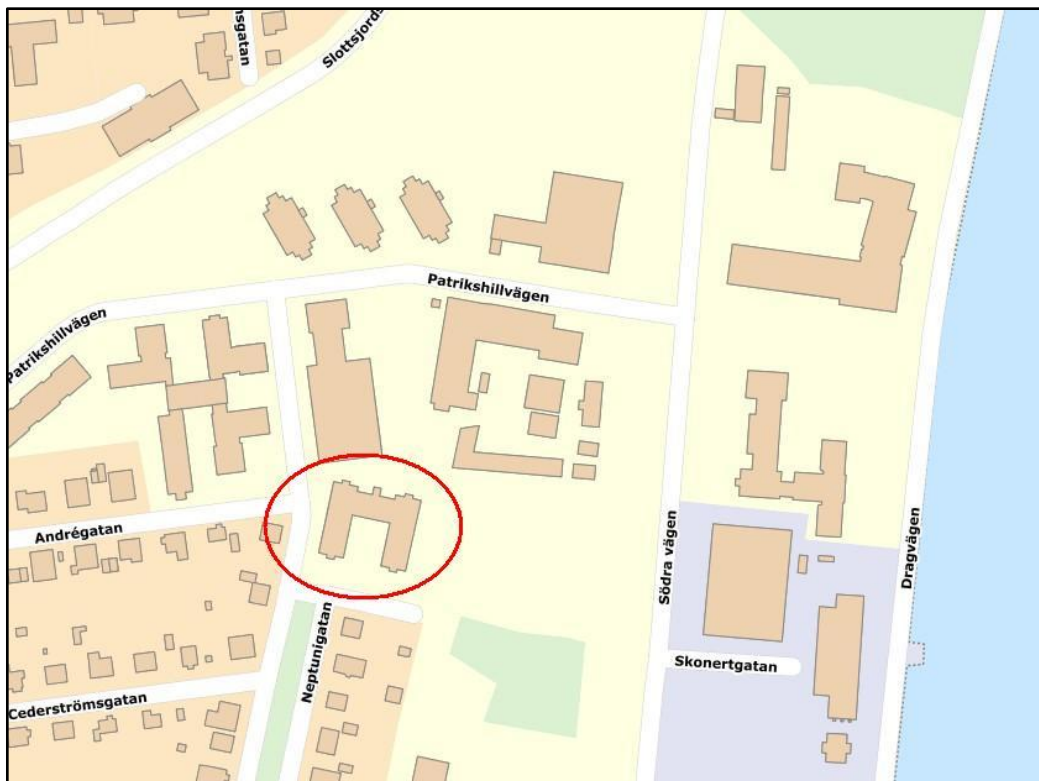 Slottsjords
Patrikshillvägen
Patrikshillvägen
Andrégatan
Södra vägen
Dragvägen
Neptunigatan
Skonertgatan
Cederströmsgatan